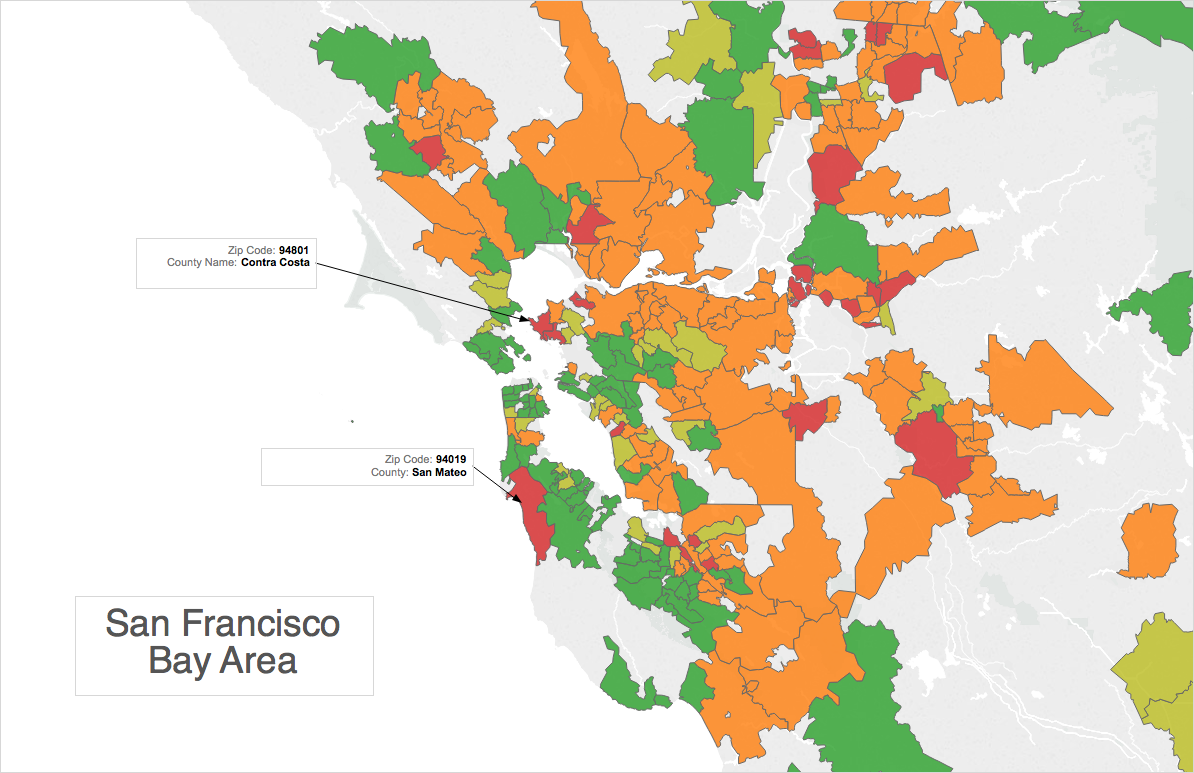 Zip Code: 94801
County Name: Contra Costa
Zip Code: 94019
County: San Mateo
San Francisco
Bay Area